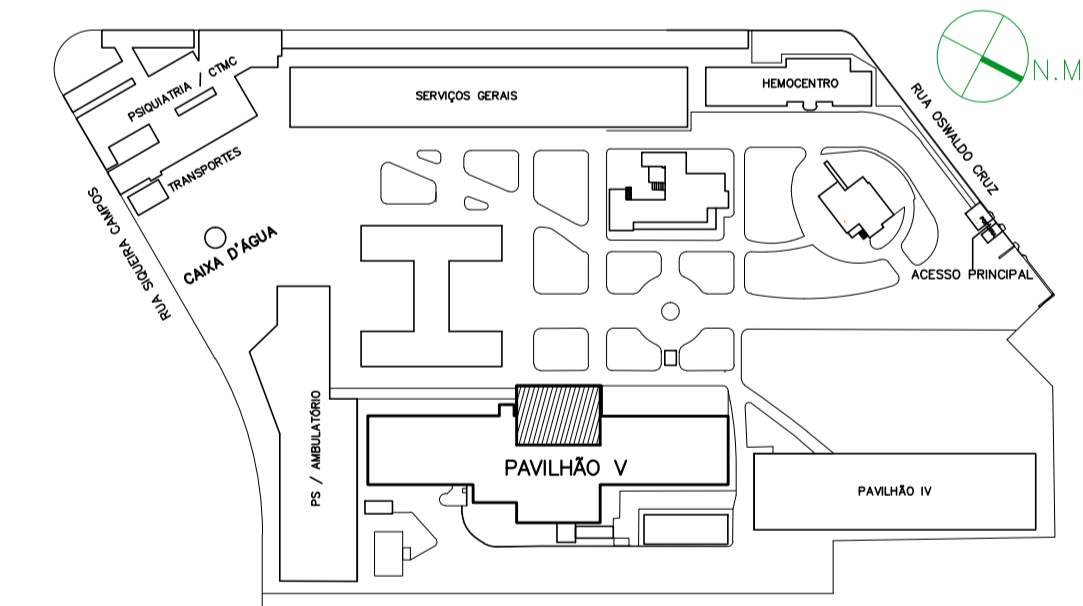 N.M
PSIQUIATRIA / CTMC
SERVIÇOS GERAIS
HEMOCENTRO
RUA OSWALDO CRUZ
TRANSPORTES
RUA SIQUEIRA CAMPOS
CAIXA D'ÁGUA
ACESSO PRINCIPAL
PS / AMBULATÓRIO
PAVILHÃO V
PAVILHÃO IV